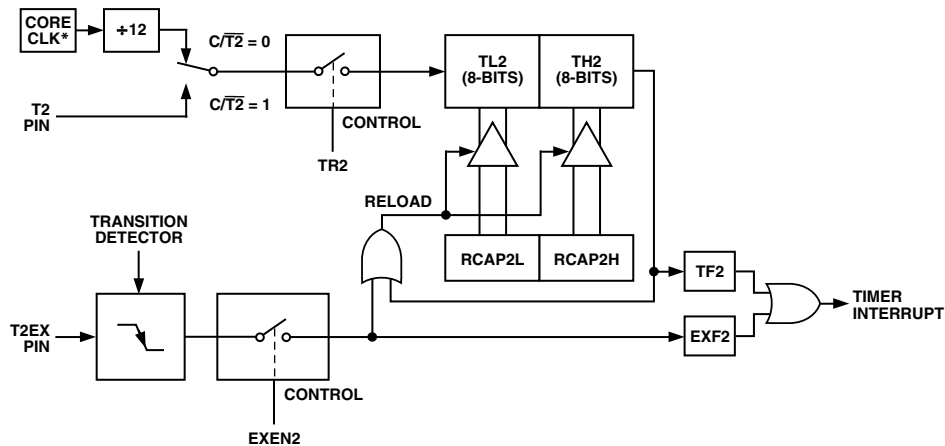 CORE
CLK*
÷12
C/T2 = 0
C/T2 = 1
T2
PIN
CONTROL
TR2
TL2
(8-BITS)
TH2
(8-BITS)
RELOAD
TRANSITION
DETECTOR
RCAP2L
RCAP2H
TF2
TIMER
INTERRUPT
T2EX
PIN
EXF2
CONTROL
EXEN2